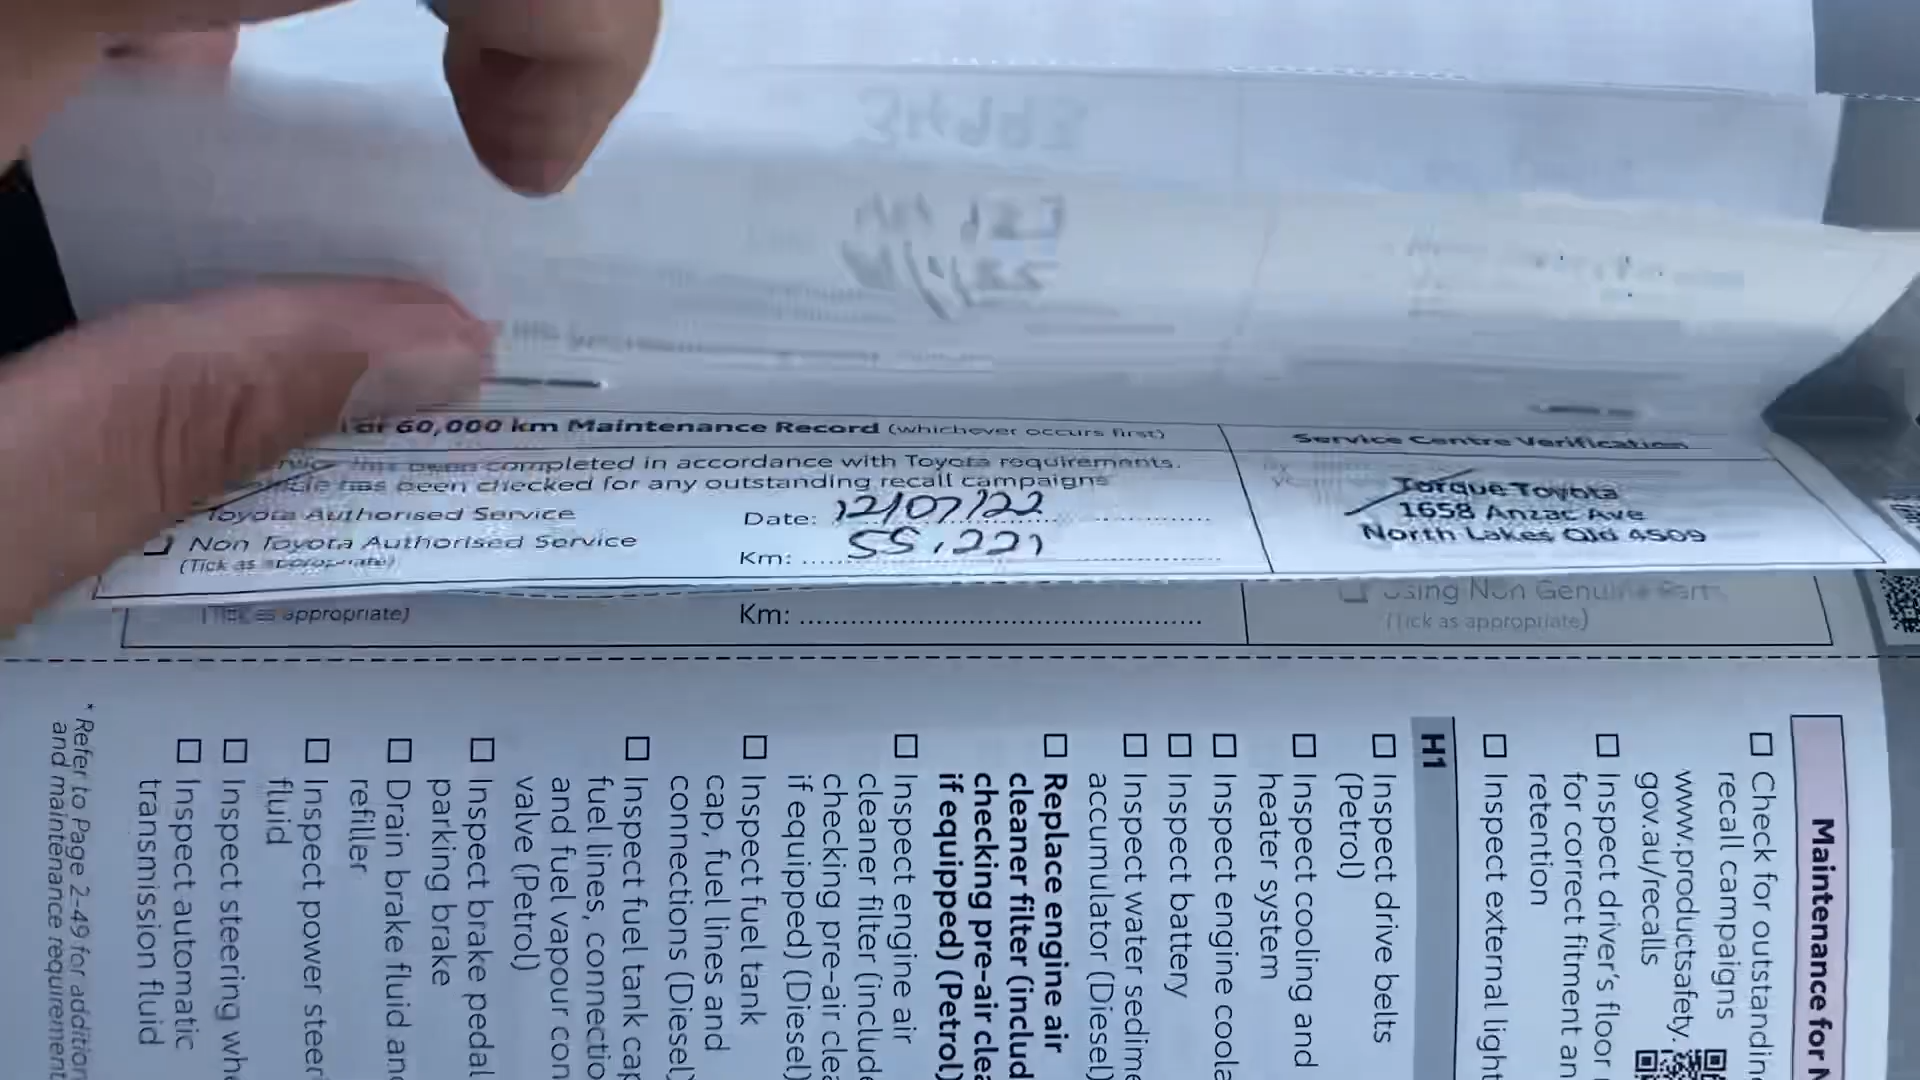 or 60,000 km Maintenance Record (whichever occurs first)
Service Centre Verification
been completed in accordance with Toyota requirements.
has been checked for any outstanding recall campaigns
Toyota Authorised Service
Date: 12/07/22
Non Toyota Authorised Service
Km: 55,221
(Tick as appropriate)
Torque Toyota
1658 Anzac Ave
North Lakes Qld 4509
(Tick as appropriate)
Km:
Using Non Genuine Parts
(Tick as appropriate)
Maintenance for
Check for outstandin
recall campaigns
www.productsafety.
gov.au/recalls
Inspect driver's floor
for correct fitment an
retention
Inspect external light
H1
Inspect drive belts
(Petrol)
Inspect cooling and
heater system
Inspect engine coola
Inspect battery
Inspect water sedime
accumulator (Diesel)
Replace engine air
cleaner filter (includ
checking pre-air clea
if equipped) (Petrol)
Inspect engine air
cleaner filter (include
checking pre-air clea
if equipped) (Diesel)
Inspect fuel tank
cap, fuel lines and
connections (Diesel)
Inspect fuel tank cap
fuel lines, connectio
and fuel vapour con
valve (Petrol)
Inspect brake pedal
parking brake
Drain brake fluid and
refiller
Inspect power steer
fluid
Inspect steering whe
Inspect automatic
transmission fluid
* Refer to Page 2-49 for addition
and maintenance requirement